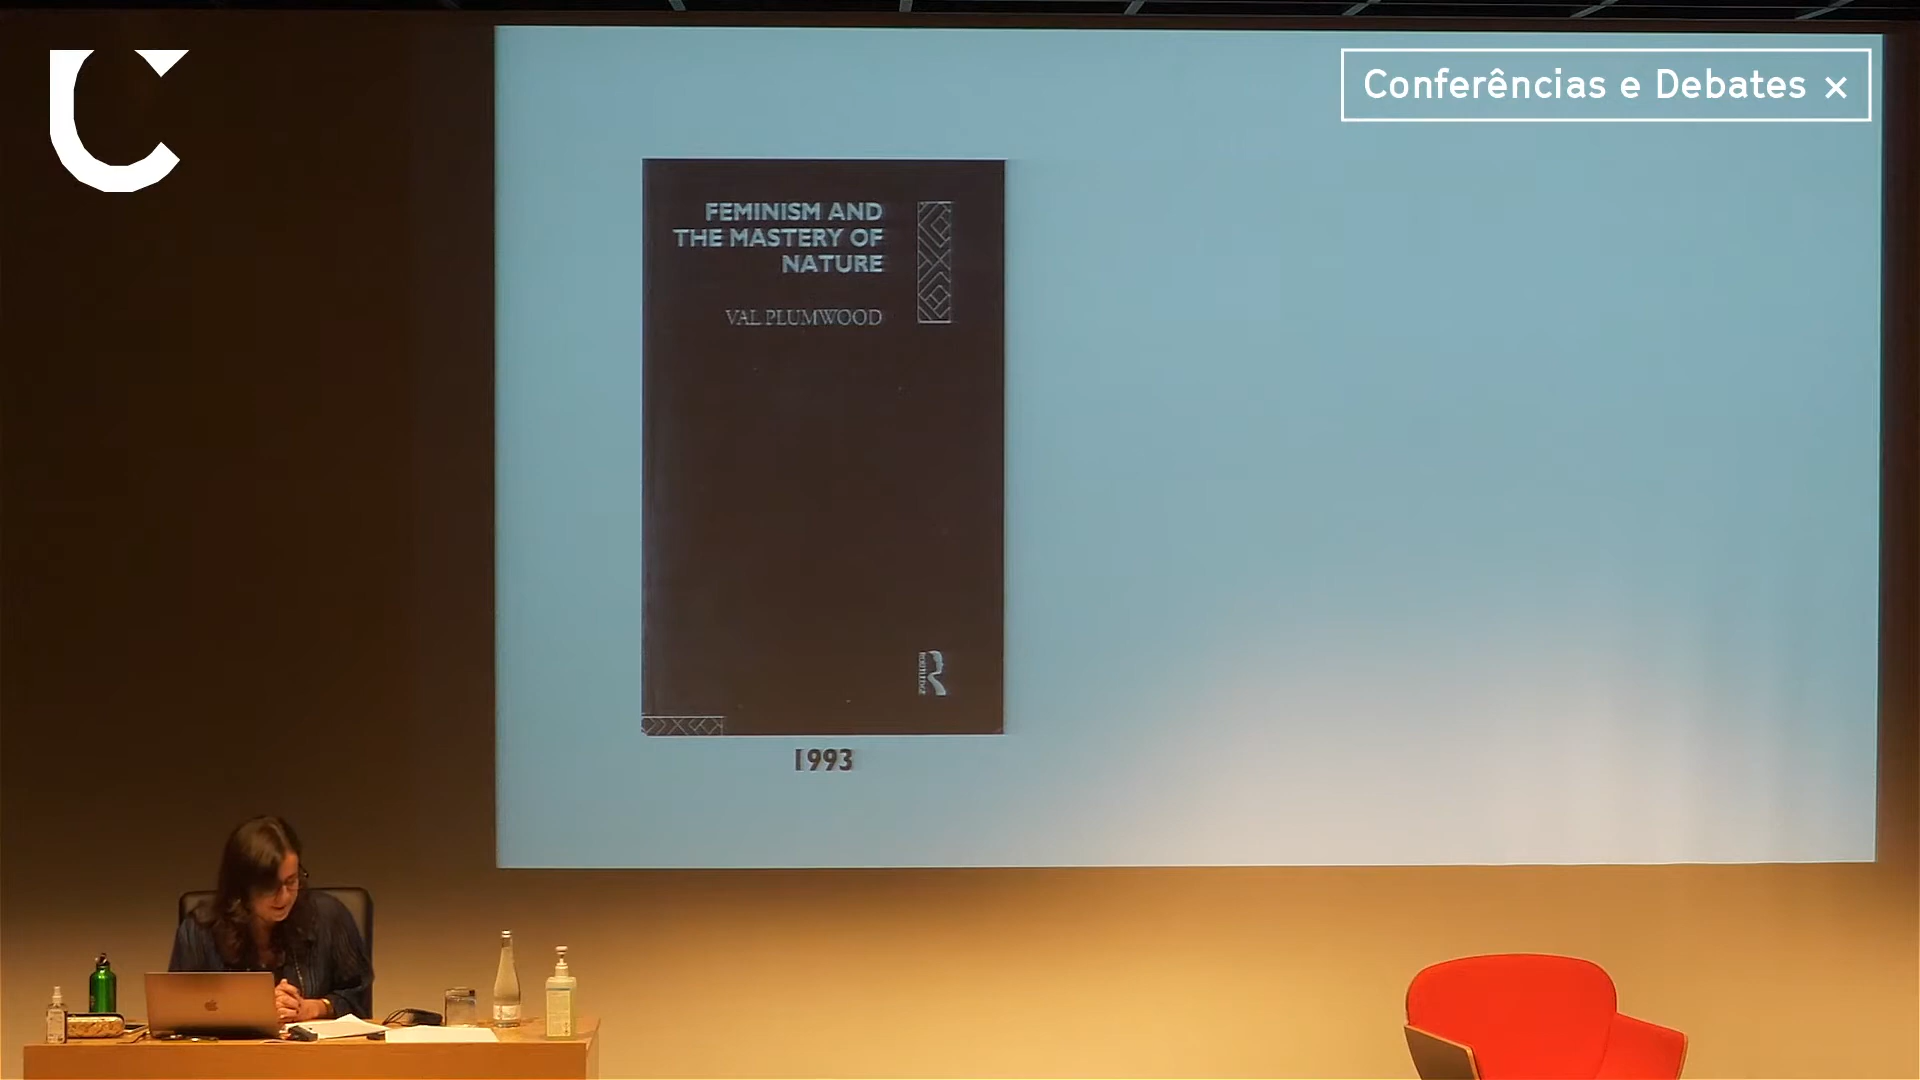 Conferências e Debates ×
FEMINISM AND
THE MASTERY OF
NATURE
VAL PLUMWOOD
1993